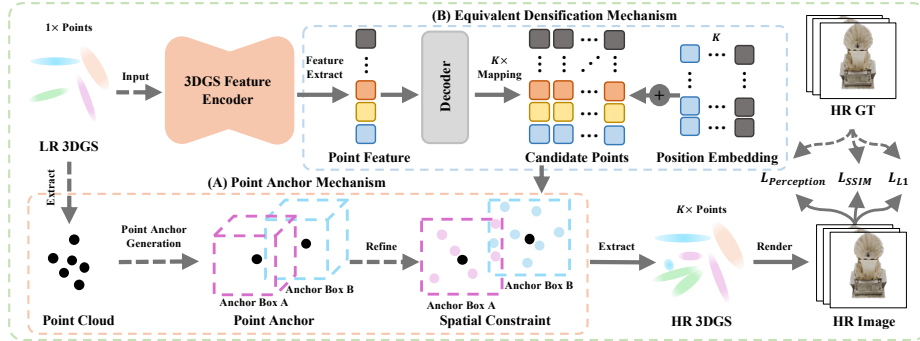 (B) Equivalent Densification Mechanism
1× Points
Input
3DGS Feature
Encoder
Feature
Extract
Decoder
K×
Mapping
K
+
HR GT
LR 3DGS
Point Feature
Candidate Points
Position Embedding
L_Perception
L_SSIM
L_L1
Extract
(A) Point Anchor Mechanism
Point Anchor
Generation
Anchor Box B
Anchor Box A
Refine
Anchor Box B
Anchor Box A
Extract
K× Points
Render
Point Cloud
Point Anchor
Spatial Constraint
HR 3DGS
HR Image